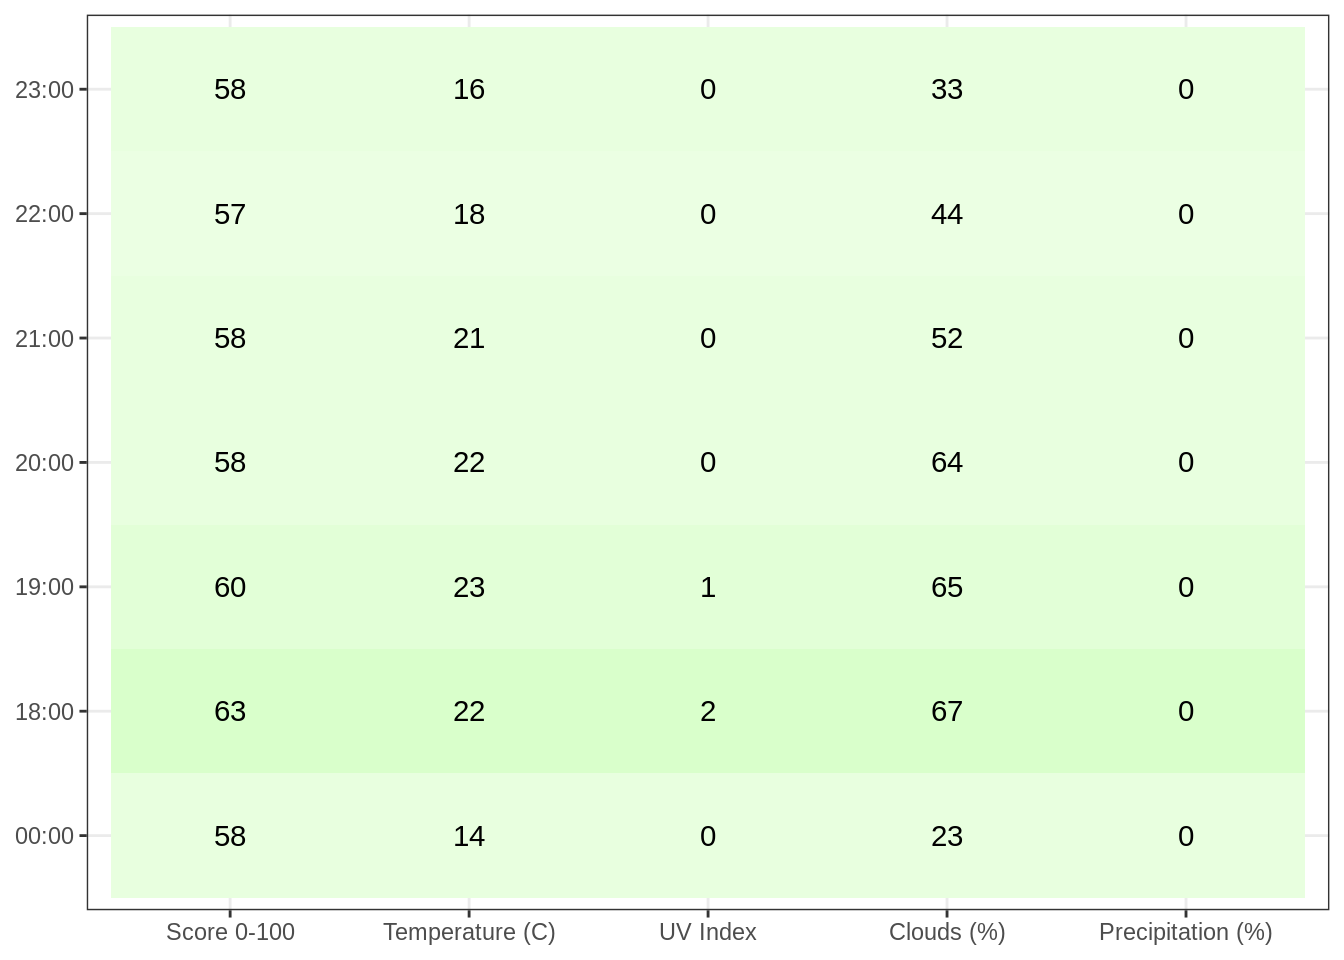 23:00 58 16 0 33 0
22:00 57 18 0 44 0
21:00 58 21 0 52 0
20:00 58 22 0 64 0
19:00 60 23 1 65 0
18:00 63 22 2 67 0
00:00 58 14 0 23 0
Score 0-100 Temperature (C) UV Index Clouds (%) Precipitation (%)